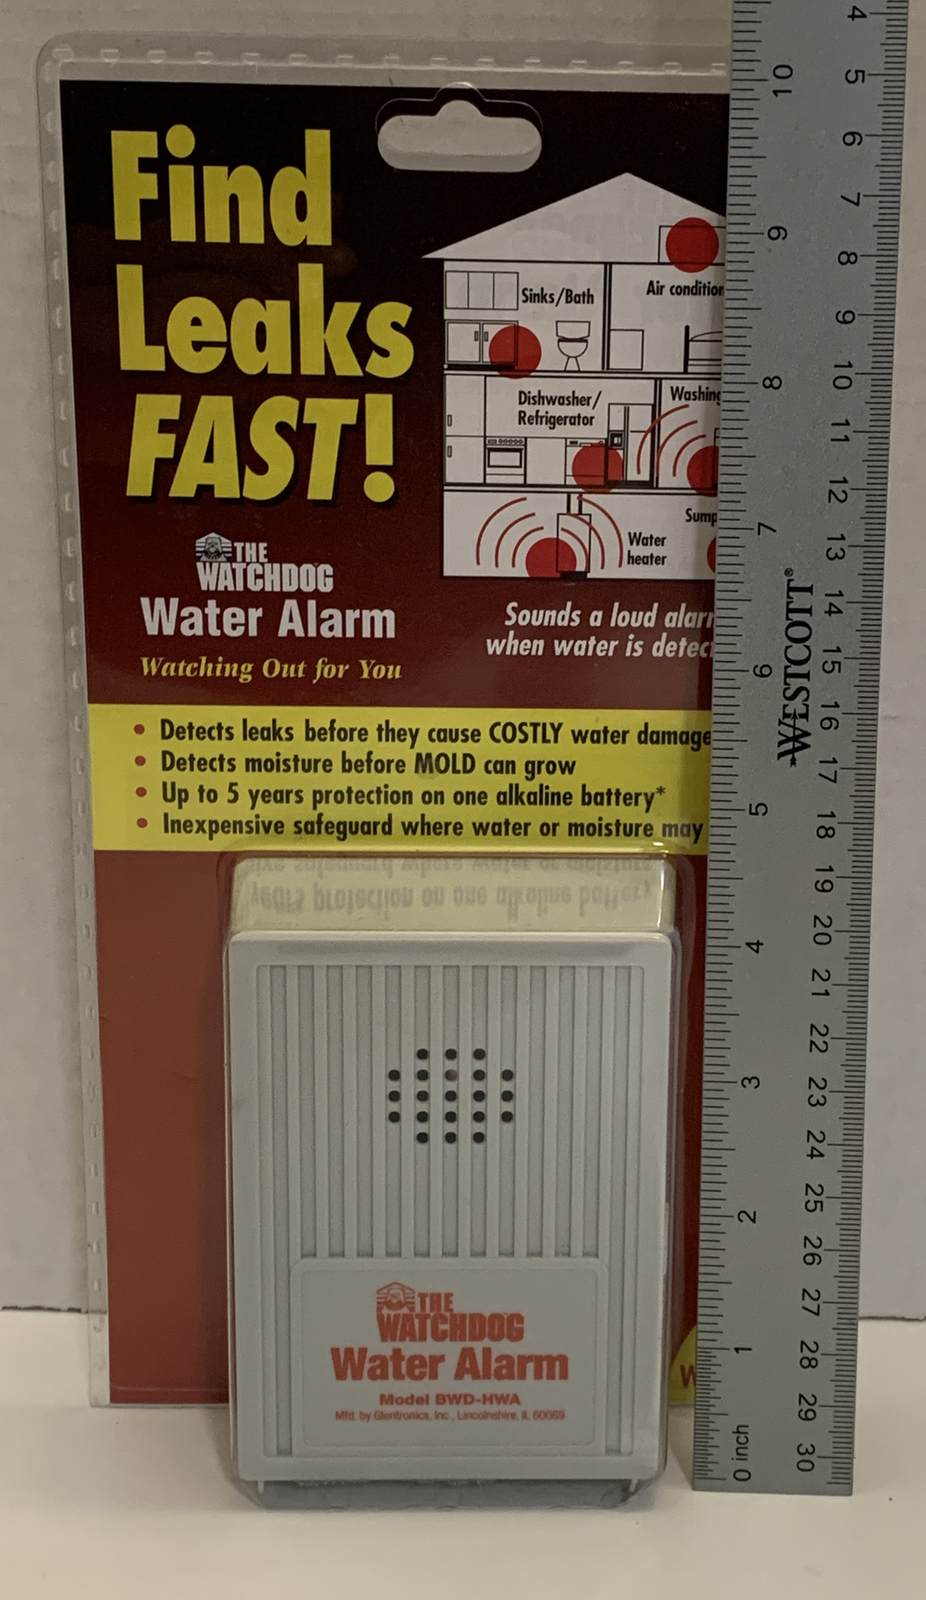 Find
Leaks
FAST!
THE
WATCHDOG
Water Alarm
Watching Out for You
Sinks/Bath
Air condition
Dishwasher/
Refrigerator
Washing
Sump
Water
heater
Sounds a loud alarm
when water is detec
• Detects leaks before they cause COSTLY water damage
• Detects moisture before MOLD can grow
• Up to 5 years protection on one alkaline battery*
• Inexpensive safeguard where water or moisture may
THE
WATCHDOG
Water Alarm
Model BWD-HWA
Mfd. by Glentronics, Inc., Lincolnshire, IL 60069
W
10
9
8
7
6
5
4
3
2
1
0 inch
WESTCOTT®
4
5
6
7
8
9
10
11
12
13
14
15
16
17
18
19
20
21
22
23
24
25
26
27
28
29
30